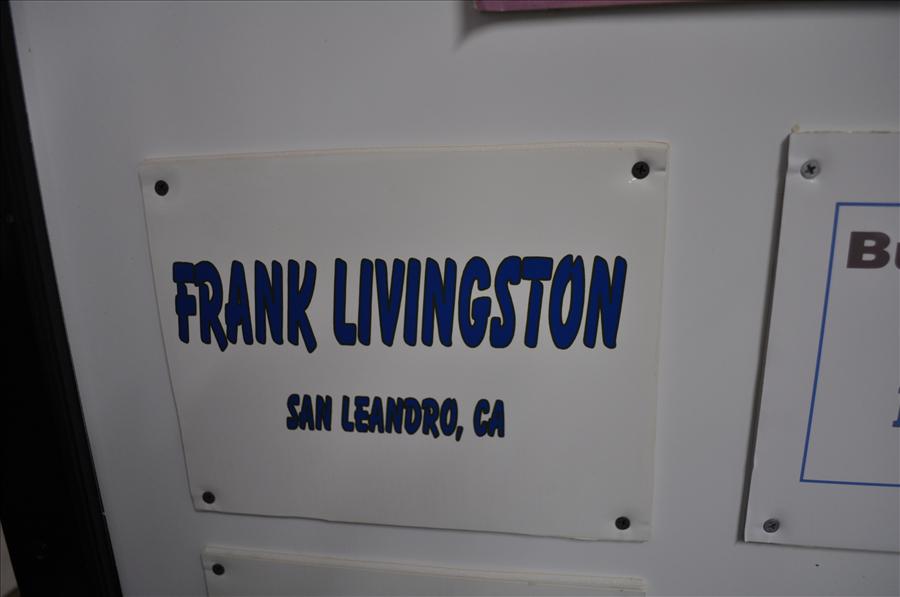 FRANK LIVINGSTON
SAN LEANDRO, CA